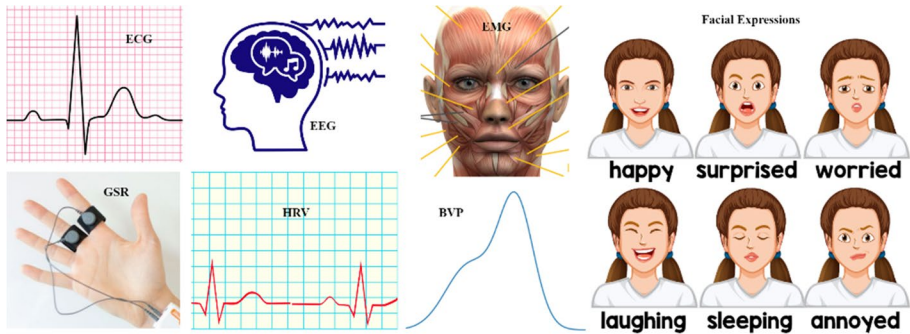 ECG
EEG
EMG
Facial Expressions
happy surprised worried
GSR
HRV
BVP
laughing sleeping annoyed